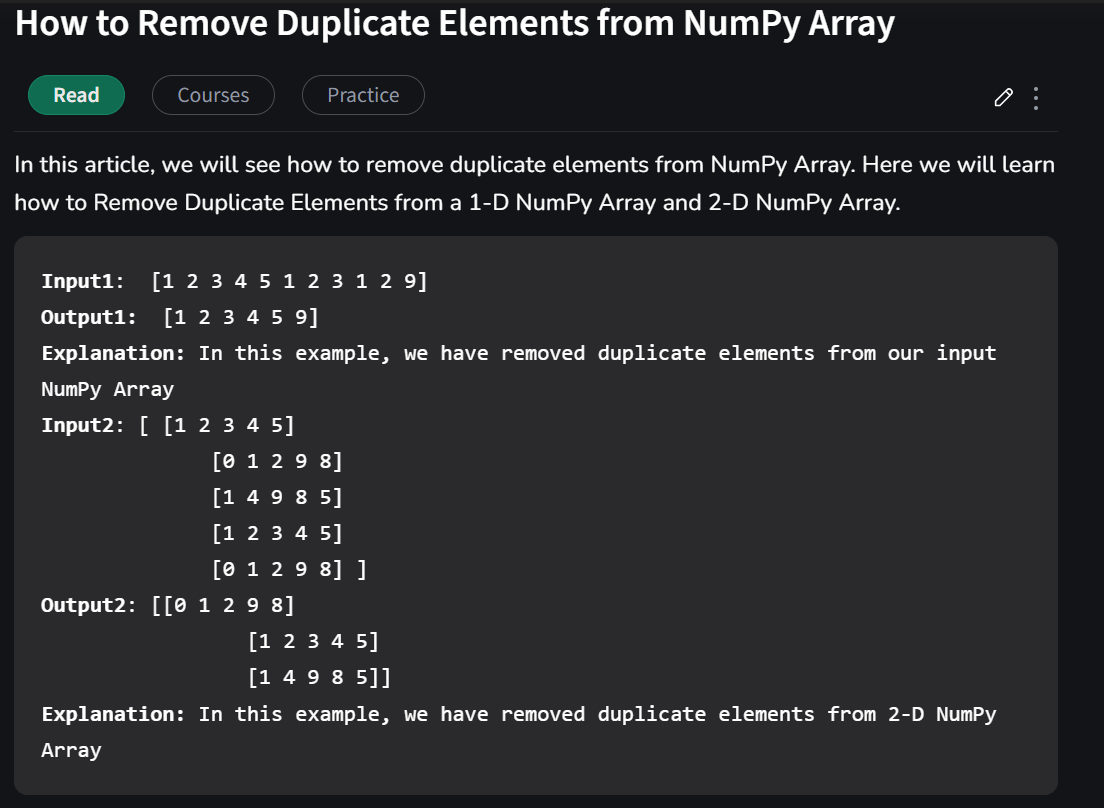 How to Remove Duplicate Elements from NumPy Array
Read Courses Practice
In this article, we will see how to remove duplicate elements from NumPy Array. Here we will learn
how to Remove Duplicate Elements from a 1-D NumPy Array and 2-D NumPy Array.
Input1:  [1 2 3 4 5 1 2 3 1 2 9]
Output1:  [1 2 3 4 5 9]
Explanation: In this example, we have removed duplicate elements from our input
NumPy Array
Input2: [ [1 2 3 4 5]
[0 1 2 9 8]
[1 4 9 8 5]
[1 2 3 4 5]
[0 1 2 9 8] ]
Output2: [[0 1 2 9 8]
[1 2 3 4 5]
[1 4 9 8 5]]
Explanation: In this example, we have removed duplicate elements from 2-D NumPy
Array